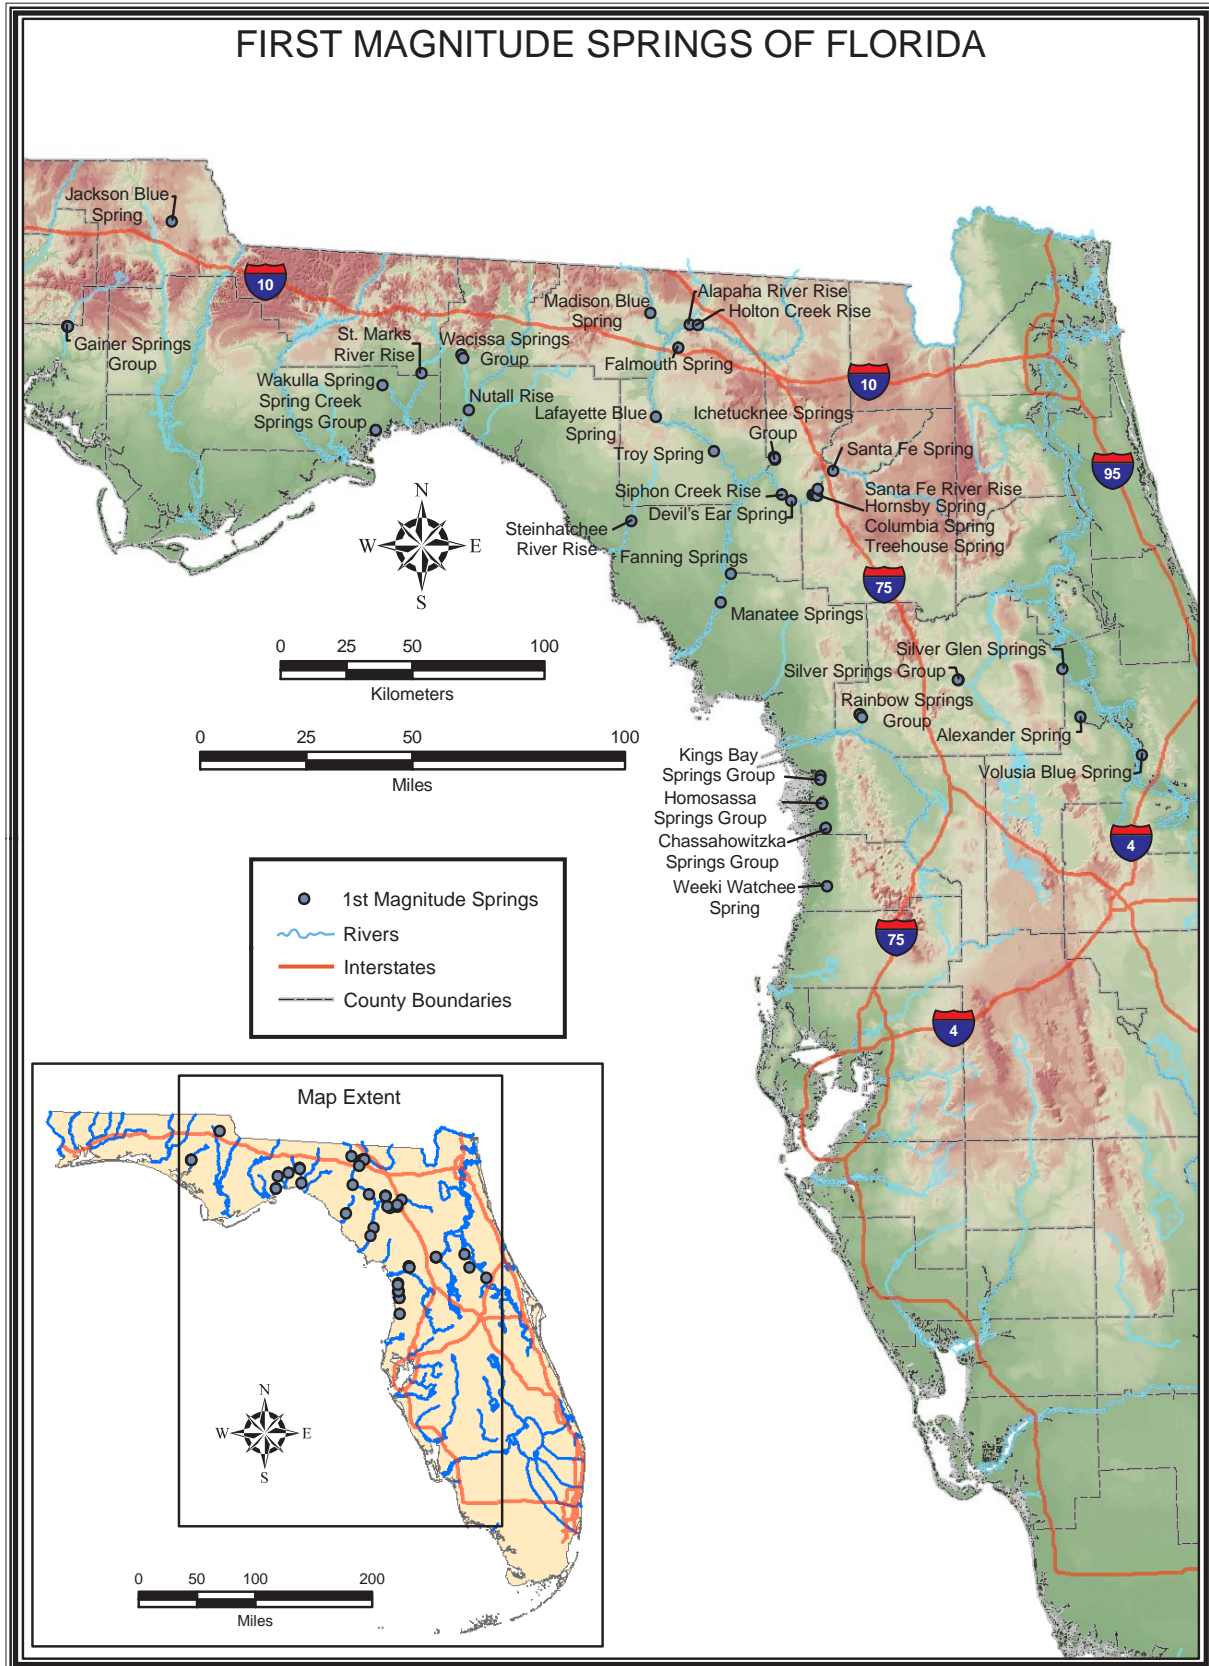 FIRST MAGNITUDE SPRINGS OF FLORIDA
Jackson Blue
Spring
10
Gainer Springs
Group
St. Marks
River Rise
Wacissa Springs
Group
Madison Blue
Spring
Alapaha River Rise
Holton Creek Rise
Falmouth Spring
10
Wakulla Spring
Spring Creek
Springs Group
Nutall Rise
Lafayette Blue
Spring
Ichetucknee Springs
Group
Troy Spring
Santa Fe Spring
95
Siphon Creek Rise
Devil's Ear Spring
Santa Fe River Rise
Hornsby Spring
Columbia Spring
Treehouse Spring
Steinhatchee
River Rise
Fanning Springs
75
Manatee Springs
N
W
E
S
0
25
50
100
Kilometers
0
25
50
100
Miles
Silver Glen Springs
Silver Springs Group
Rainbow Springs
Group
Alexander Spring
Volusia Blue Spring
Kings Bay
Springs Group
Homosassa
Springs Group
Chassahowitzka
Springs Group
4
Weeki Watchee
Spring
75
4
1st Magnitude Springs
Rivers
Interstates
County Boundaries
Map Extent
N
W
E
S
0
50
100
200
Miles